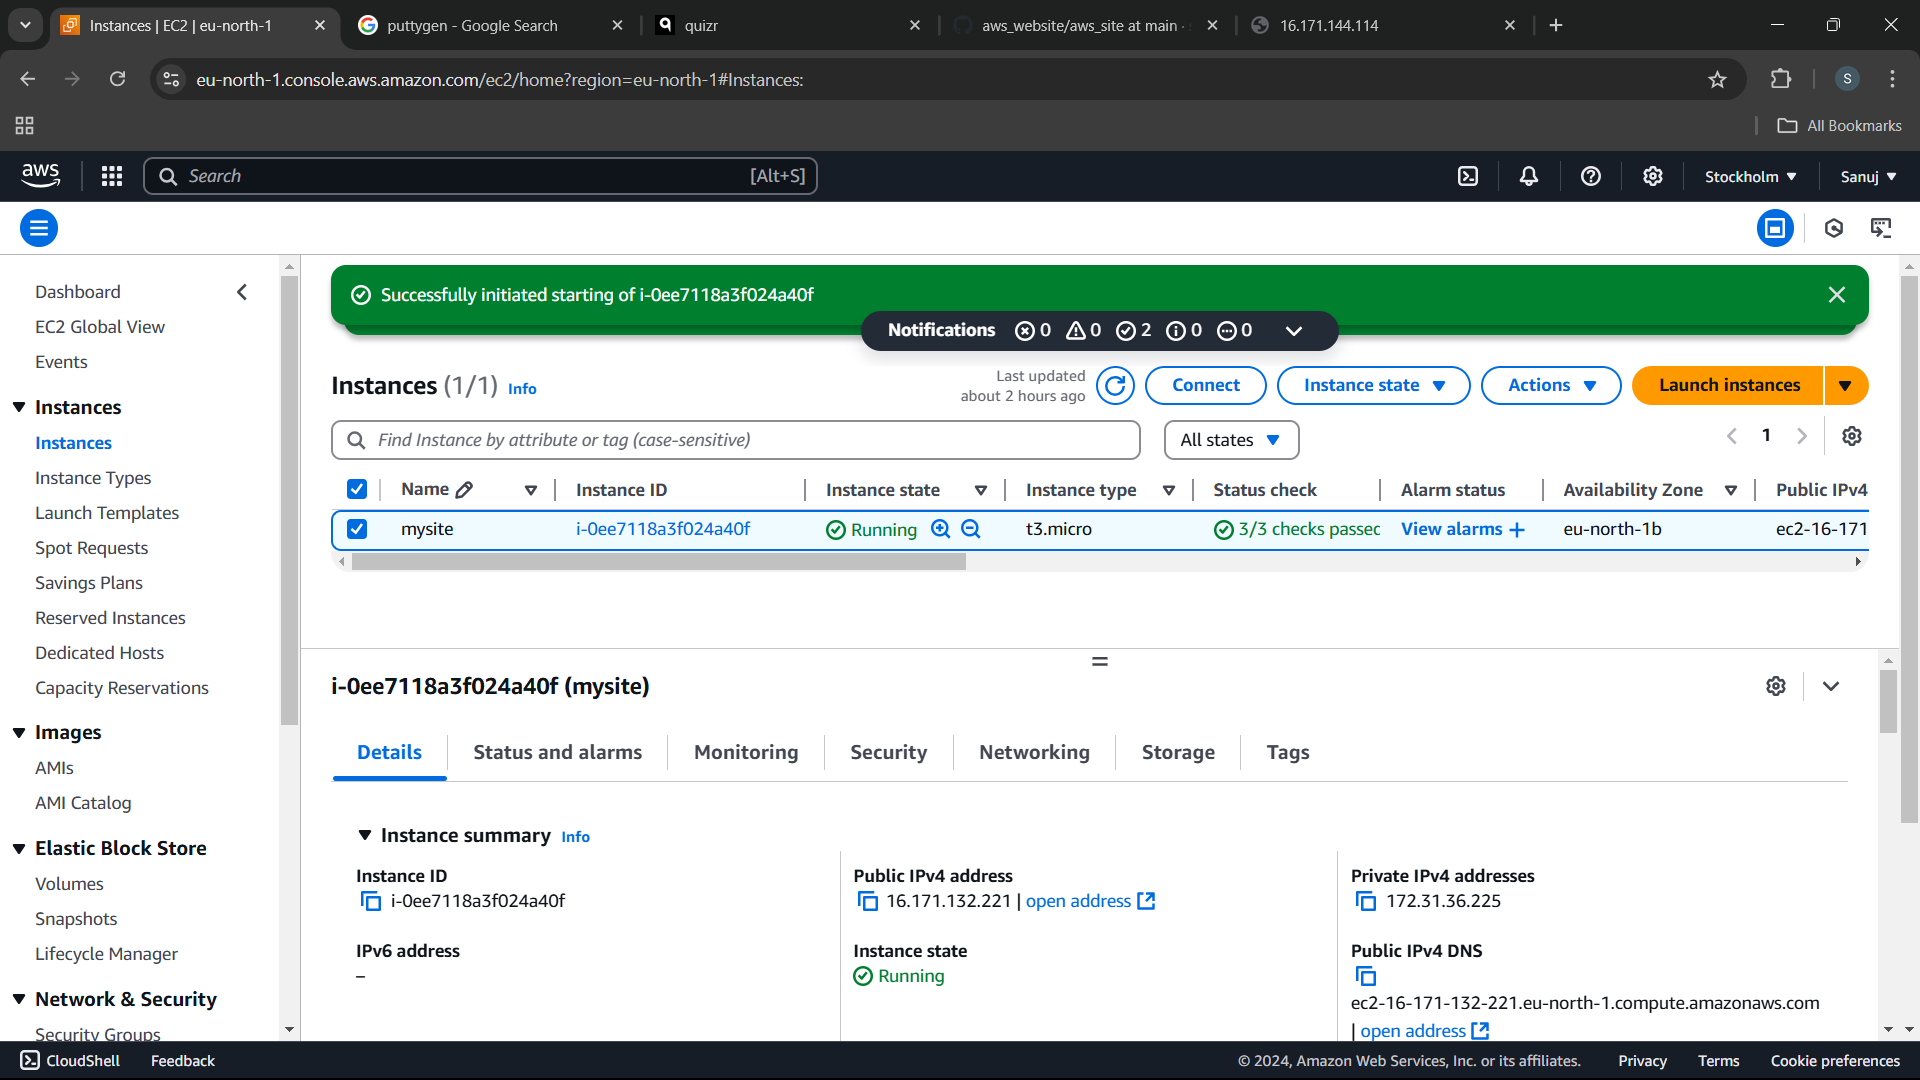 Instances | EC2 | eu-north-1
puttygen - Google Search
quizr
aws_website/aws_site at main ·
16.171.144.114
eu-north-1.console.aws.amazon.com/ec2/home?region=eu-north-1#Instances:
S
All Bookmarks
aws
Search
[Alt+S]
Stockholm
Sanuj
Dashboard
EC2 Global View
Events
Instances
Instances
Instance Types
Launch Templates
Spot Requests
Savings Plans
Reserved Instances
Dedicated Hosts
Capacity Reservations
Images
AMIs
AMI Catalog
Elastic Block Store
Volumes
Snapshots
Lifecycle Manager
Network & Security
Security Groups
Successfully initiated starting of i-0ee7118a3f024a40f
Notifications 0 0 2 0 0
Instances (1/1) Info
Last updated
about 2 hours ago
Connect
Instance state
Actions
Launch instances
Find Instance by attribute or tag (case-sensitive)
All states
1
Name Instance ID Instance state Instance type Status check Alarm status Availability Zone Public IPv4
mysite i-0ee7118a3f024a40f Running t3.micro 3/3 checks passec View alarms + eu-north-1b ec2-16-171
i-0ee7118a3f024a40f (mysite)
Details Status and alarms Monitoring Security Networking Storage Tags
Instance summary Info
Instance ID
i-0ee7118a3f024a40f
Public IPv4 address
16.171.132.221 | open address
Private IPv4 addresses
172.31.36.225
IPv6 address
–
Instance state
Running
Public IPv4 DNS
ec2-16-171-132-221.eu-north-1.compute.amazonaws.com
| open address
CloudShell Feedback
© 2024, Amazon Web Services, Inc. or its affiliates. Privacy Terms Cookie preferences